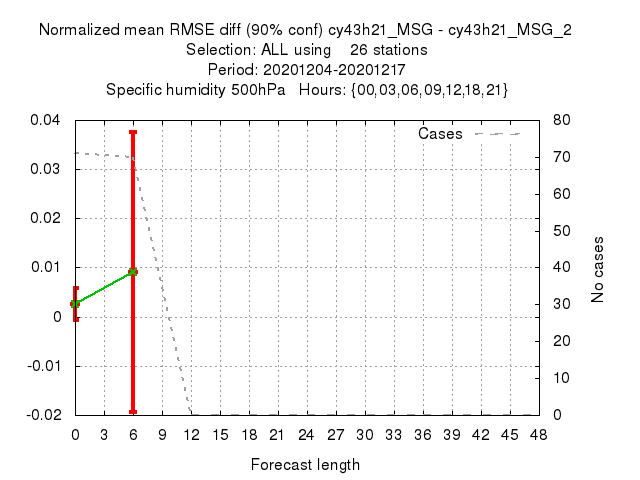 Normalized mean RMSE diff (90% conf) cy43h21_MSG - cy43h21_MSG_2
Selection: ALL using 26 stations
Period: 20201204-20201217
Specific humidity 500hPa Hours: {00,03,06,09,12,18,21}
Cases
0.04
0.03
0.02
0.01
0
-0.01
-0.02
80
70
60
50
40
30
20
10
0
No cases
0 3 6 9 12 15 18 21 24 27 30 33 36 39 42 45 48
Forecast length